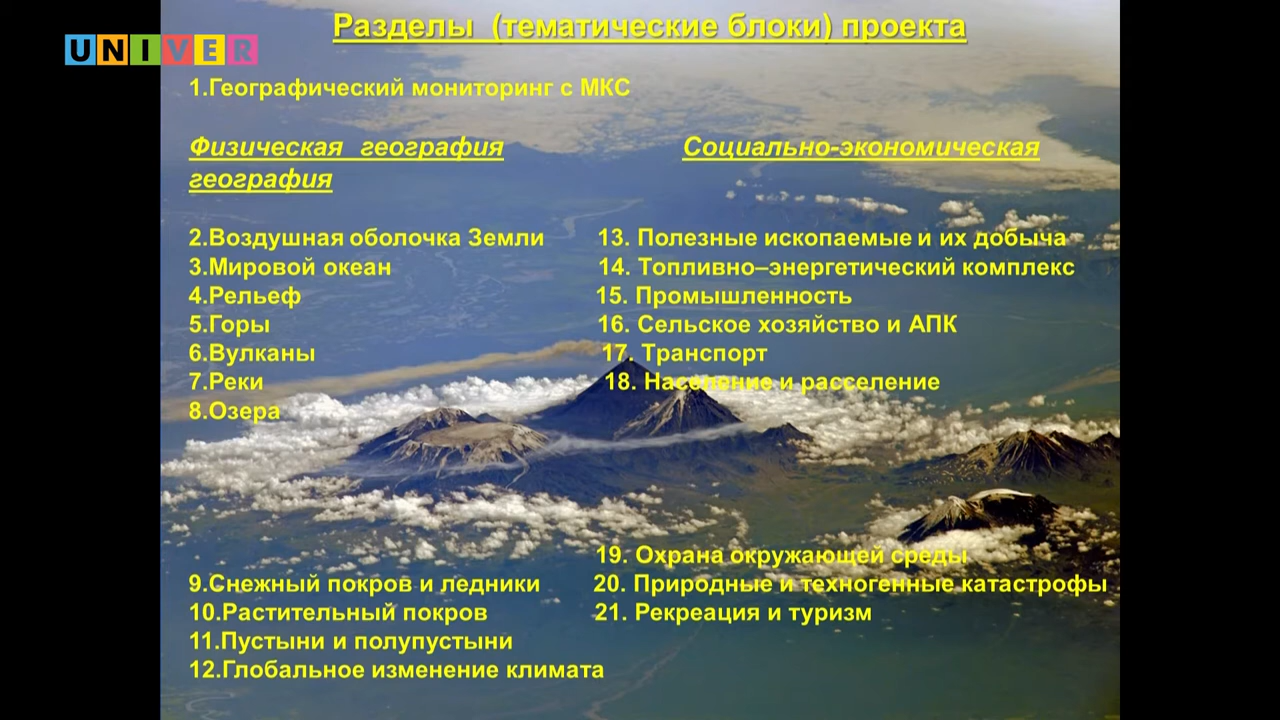 Разделы (тематические блоки) проекта
UNIVER
1.Географический мониторинг с МКС
Физическая география Социально-экономическая
география
2.Воздушная оболочка Земли 13. Полезные ископаемые и их добыча
3.Мировой океан 14. Топливно–энергетический комплекс
4.Рельеф 15. Промышленность
5.Горы 16. Сельское хозяйство и АПК
6.Вулканы 17. Транспорт
7.Реки 18. Население и расселение
8.Озера
19. Охрана окружающей среды
9.Снежный покров и ледники 20. Природные и техногенные катастрофы
10.Растительный покров 21. Рекреация и туризм
11.Пустыни и полупустыни
12.Глобальное изменение климата